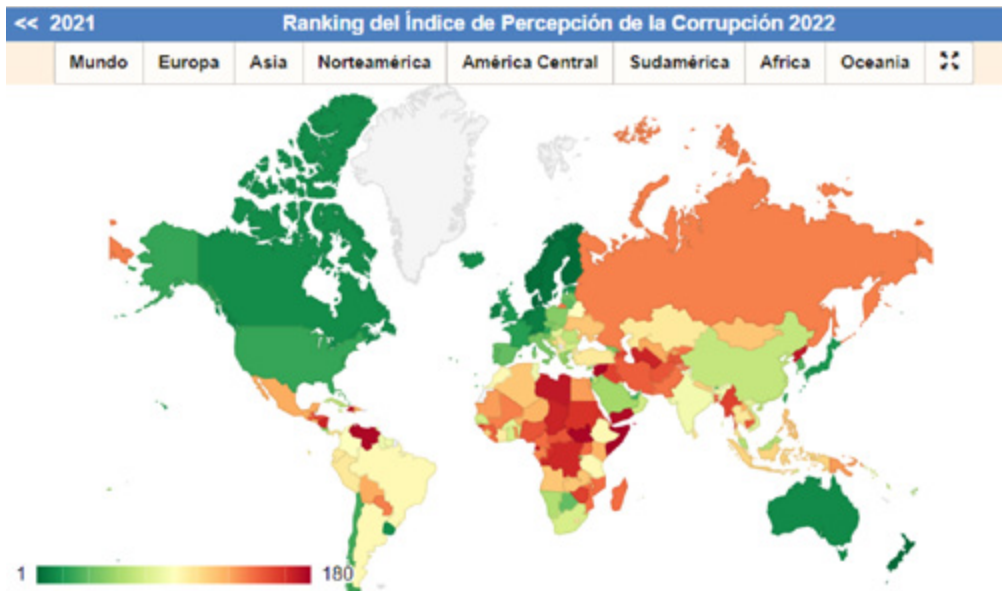 << 2021 Ranking del Índice de Percepción de la Corrupción 2022
Mundo Europa Asia Norteamérica América Central Sudamérica Africa Oceania
1 180